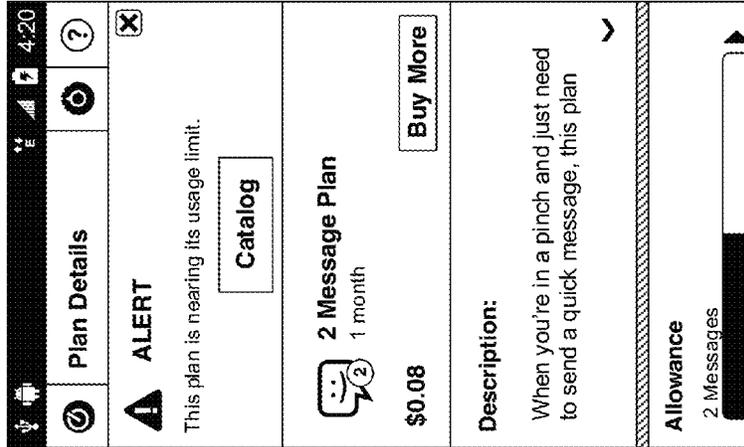 E 4:20
Plan Details ?
ALERT
This plan is nearing its usage limit.
Catalog
2 Message Plan
1 month
2
$0.08 Buy More
Description:
When you're in a pinch and just need
to send a quick message, this plan
Allowance
2 Messages